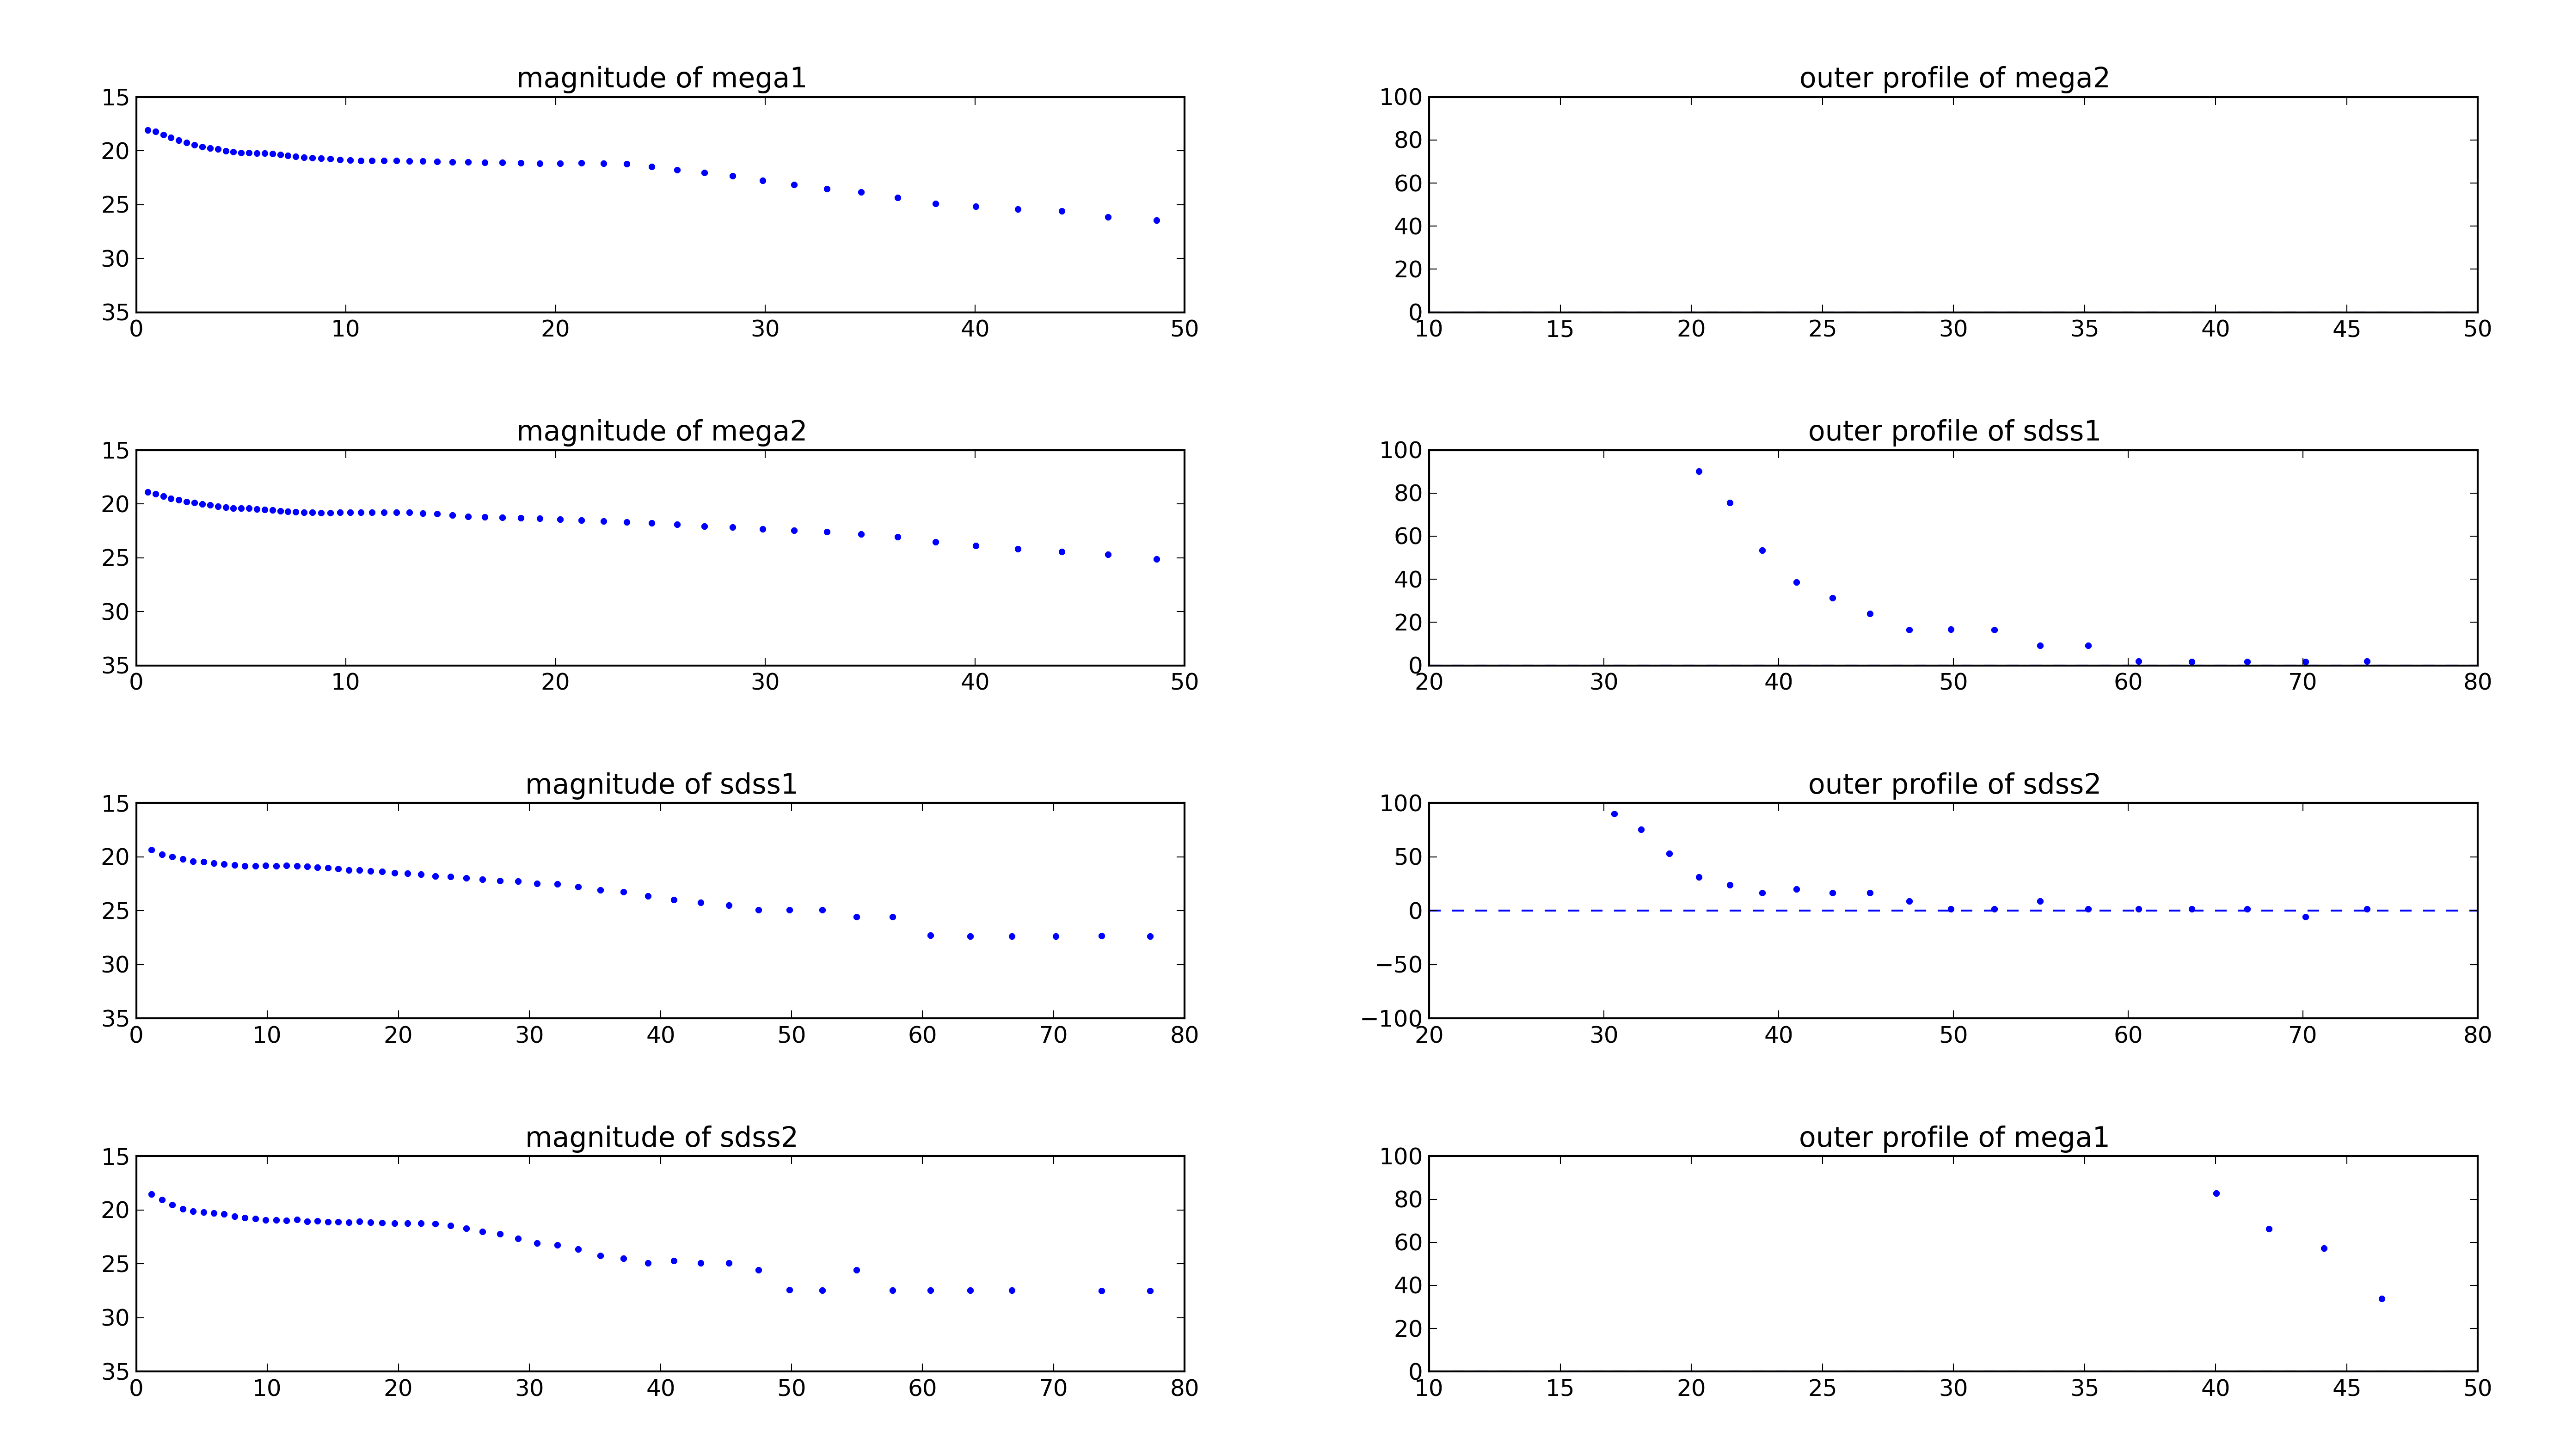 magnitude of mega1
15
20
25
30
35
0 10 20 30 40 50
outer profile of mega2
100
80
60
40
20
0
10 15 20 25 30 35 40 45 50
magnitude of mega2
15
20
25
30
35
0 10 20 30 40 50
outer profile of sdss1
100
80
60
40
20
0
20 30 40 50 60 70 80
magnitude of sdss1
15
20
25
30
35
0 10 20 30 40 50 60 70 80
outer profile of sdss2
100
50
0
−50
−100
20 30 40 50 60 70 80
magnitude of sdss2
15
20
25
30
35
0 10 20 30 40 50 60 70 80
outer profile of mega1
100
80
60
40
20
0
10 15 20 25 30 35 40 45 50